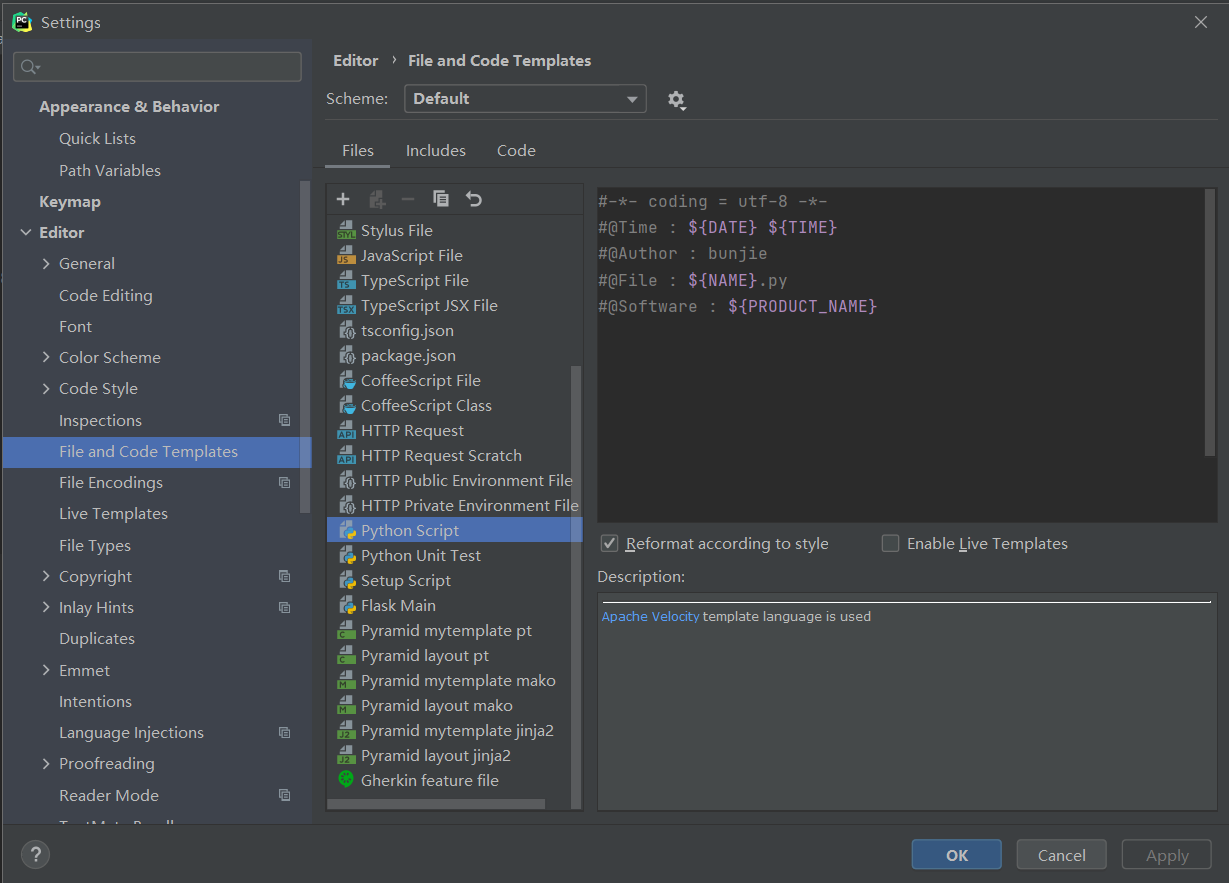 Settings
Appearance & Behavior
Quick Lists
Path Variables
Keymap
Editor
General
Code Editing
Font
Color Scheme
Code Style
Inspections
File and Code Templates
File Encodings
Live Templates
File Types
Copyright
Inlay Hints
Duplicates
Emmet
Intentions
Language Injections
Proofreading
Reader Mode
Editor › File and Code Templates
Scheme: Default
Files Includes Code
Stylus File
JavaScript File
TypeScript File
TypeScript JSX File
tsconfig.json
package.json
CoffeeScript File
CoffeeScript Class
HTTP Request
HTTP Request Scratch
HTTP Public Environment File
HTTP Private Environment File
Python Script
Python Unit Test
Setup Script
Flask Main
Pyramid mytemplate pt
Pyramid layout pt
Pyramid mytemplate mako
Pyramid layout mako
Pyramid mytemplate jinja2
Pyramid layout jinja2
Gherkin feature file
#-*- coding = utf-8 -*-
#@Time : ${DATE} ${TIME}
#@Author : bunjie
#@File : ${NAME}.py
#@Software : ${PRODUCT_NAME}
Reformat according to style Enable Live Templates
Description:
Apache Velocity template language is used
? OK Cancel Apply